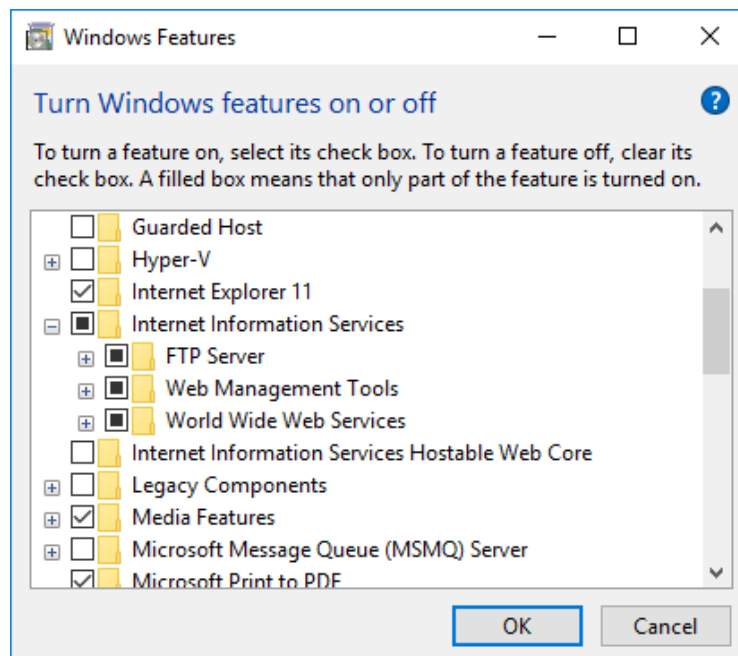 Windows Features
Turn Windows features on or off
?
To turn a feature on, select its check box. To turn a feature off, clear its
check box. A filled box means that only part of the feature is turned on.
Guarded Host
Hyper-V
Internet Explorer 11
Internet Information Services
FTP Server
Web Management Tools
World Wide Web Services
Internet Information Services Hostable Web Core
Legacy Components
Media Features
Microsoft Message Queue (MSMQ) Server
Microsoft Print to PDF
OK
Cancel